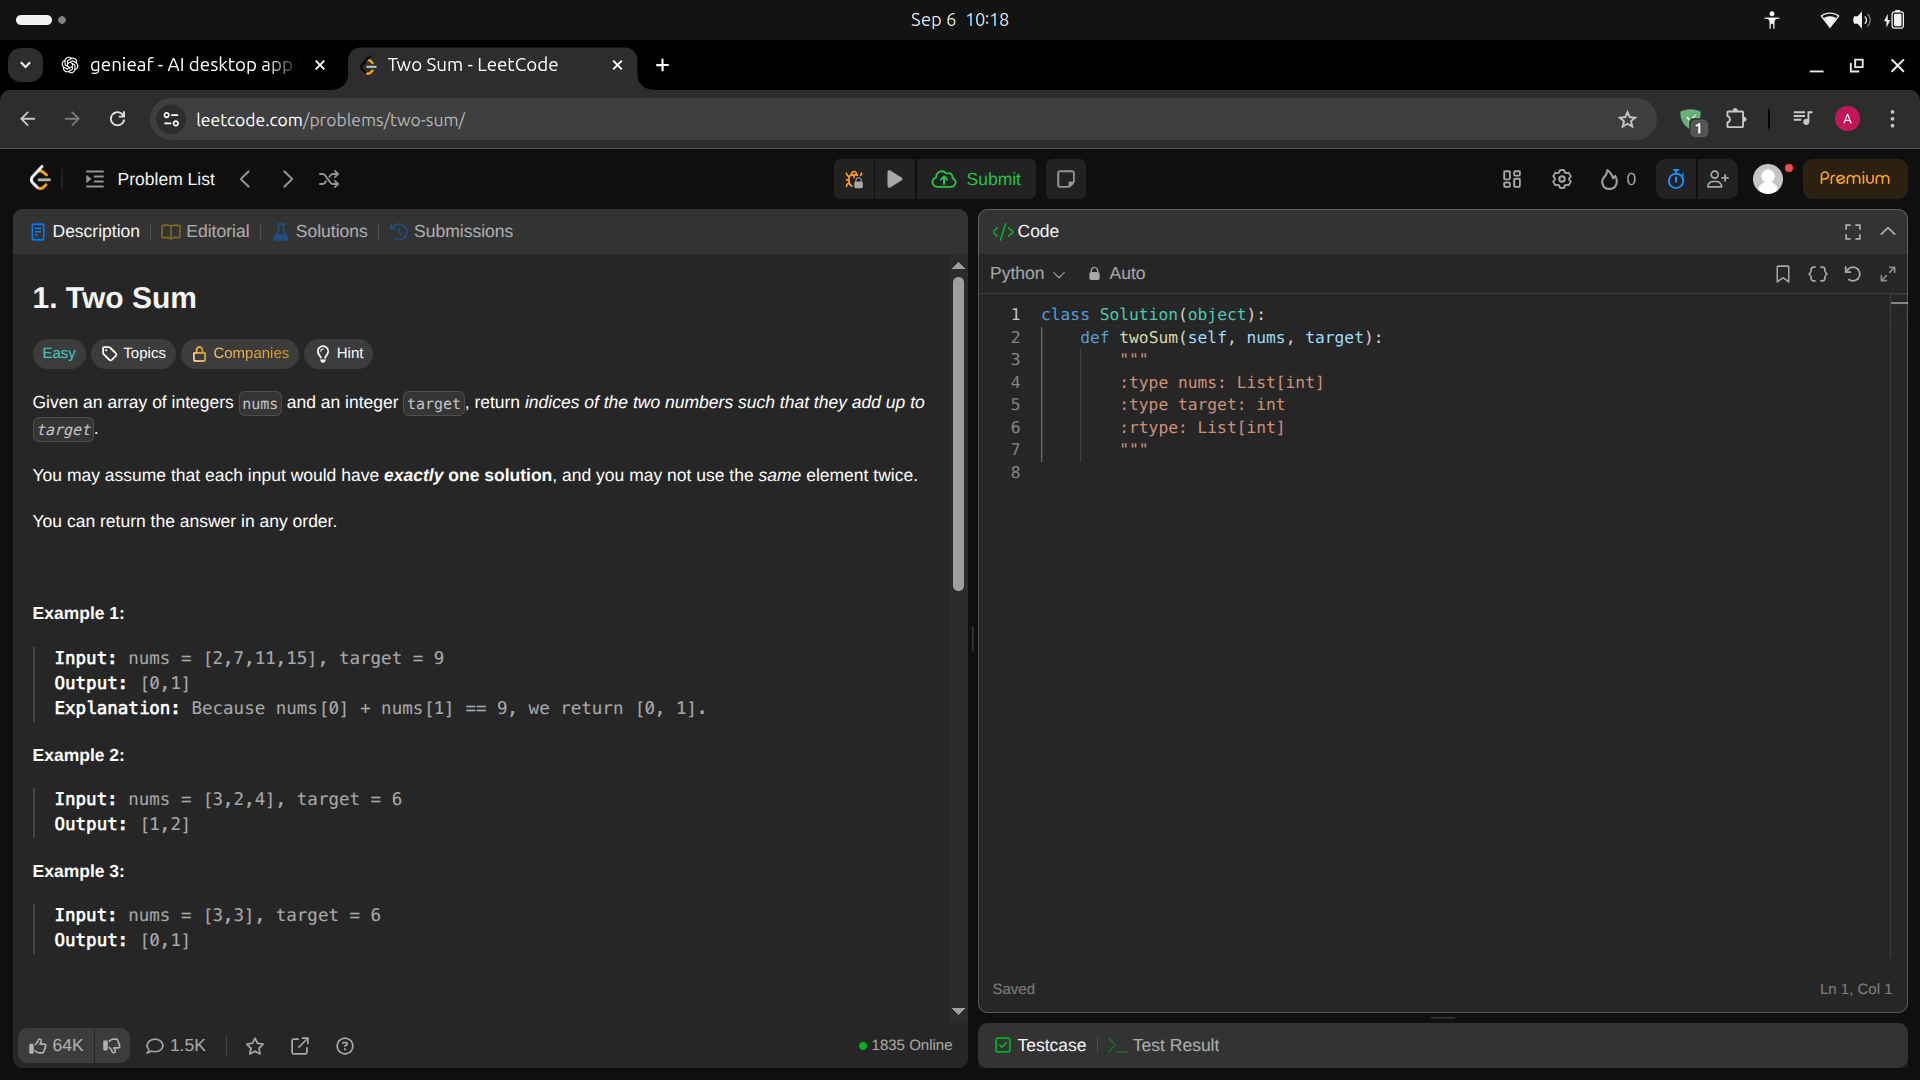 Sep 6 10:18
genieaf - AI desktop app
Two Sum - LeetCode
leetcode.com/problems/two-sum/
1
A
Problem List
Submit
0
Premium
Description
Editorial
Solutions
Submissions
1. Two Sum
Easy
Topics
Companies
Hint
Given an array of integers nums and an integer target, return indices of the two numbers such that they add up to
target.
You may assume that each input would have exactly one solution, and you may not use the same element twice.
You can return the answer in any order.
Example 1:
Input: nums = [2,7,11,15], target = 9
Output: [0,1]
Explanation: Because nums[0] + nums[1] == 9, we return [0, 1].
Example 2:
Input: nums = [3,2,4], target = 6
Output: [1,2]
Example 3:
Input: nums = [3,3], target = 6
Output: [0,1]
64K
1.5K
1835 Online
</> Code
Python
Auto
1 class Solution(object):
2     def twoSum(self, nums, target):
3         """
4         :type nums: List[int]
5         :type target: int
6         :rtype: List[int]
7         """
8
Saved
Ln 1, Col 1
Testcase
Test Result